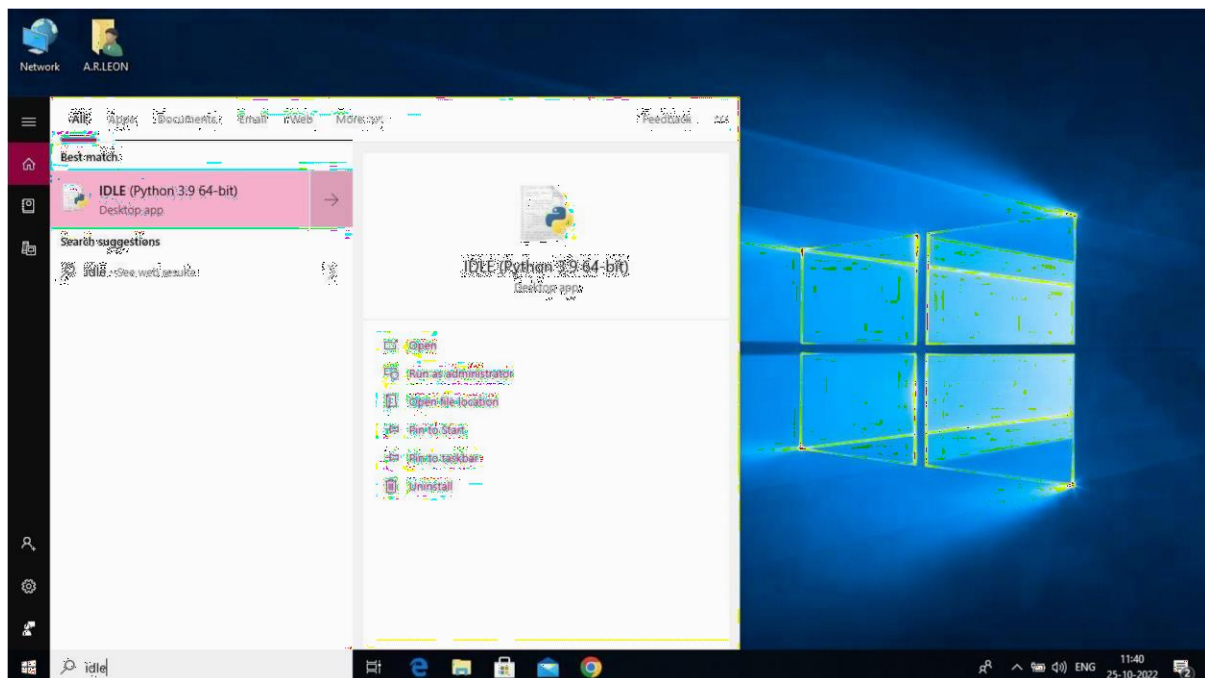 Network A.R.LEON
All Apps Documents Email Web More Feedback
Best match
IDLE (Python 3.9 64-bit)
Desktop app
Search suggestions
idle - See web results
IDLE (Python 3.9 64-bit)
Desktop app
Open
Run as administrator
Open file location
Pin to Start
Pin to taskbar
Uninstall
idle
ENG
11:40
25-10-2022
2